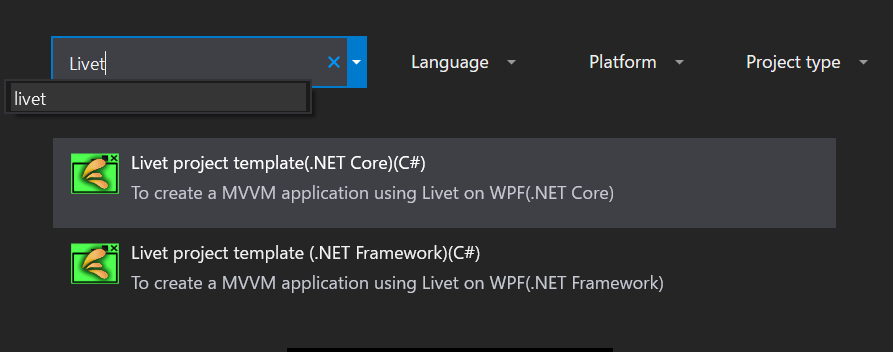 Livet
Language
Platform
Project type
livet
Livet project template(.NET Core)(C#)
To create a MVVM application using Livet on WPF(.NET Core)
Livet project template (.NET Framework)(C#)
To create a MVVM application using Livet on WPF(.NET Framework)